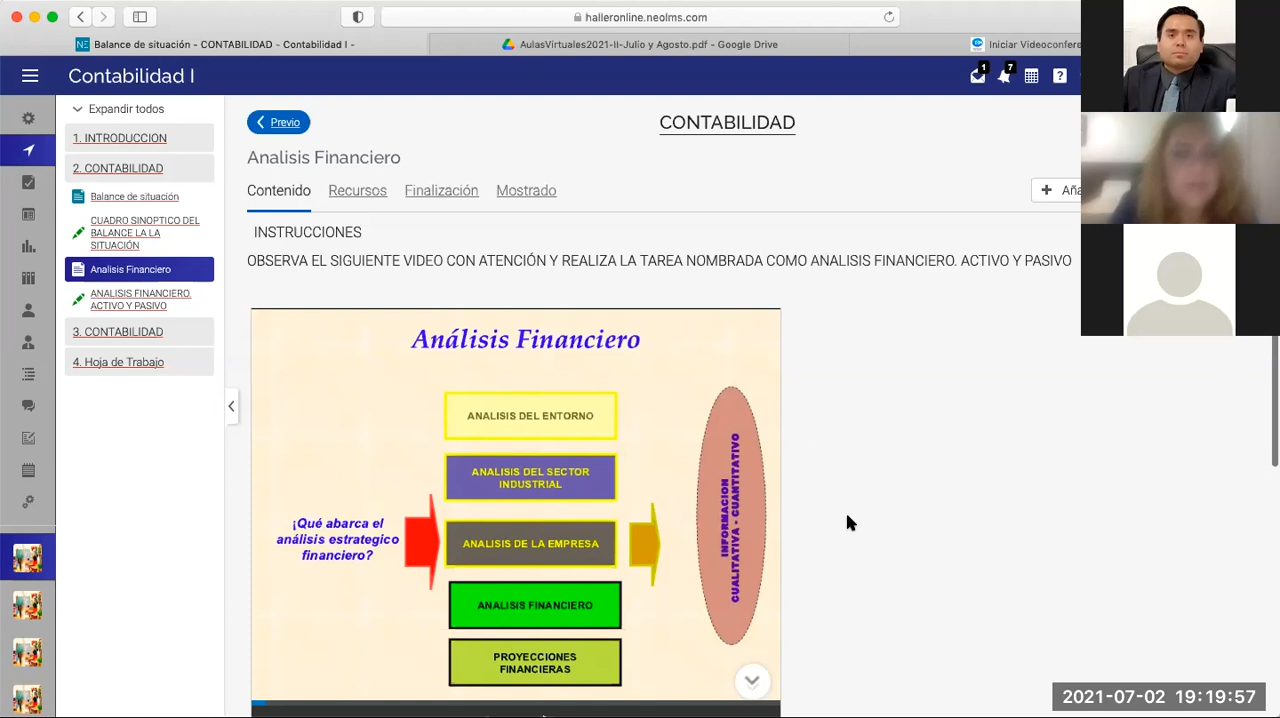 halleronline.neolms.com
Balance de situación - CONTABILIDAD - Contabilidad I -
AulasVirtuales2021-II-Julio y Agosto.pdf - Google Drive
Iniciar Videoconfe
Contabilidad I
1
7
?
Expandir todos
1. INTRODUCCION
2. CONTABILIDAD
Balance de situación
CUADRO SINOPTICO DEL
BALANCE LA LA
SITUACIÓN
Analisis Financiero
ANALISIS FINANCIERO.
ACTIVO Y PASIVO
3. CONTABILIDAD
4. Hoja de Trabajo
Previo
CONTABILIDAD
Analisis Financiero
Contenido
Recursos
Finalización
Mostrado
+ Aña
INSTRUCCIONES
OBSERVA EL SIGUIENTE VIDEO CON ATENCIÓN Y REALIZA LA TAREA NOMBRADA COMO ANALISIS FINANCIERO. ACTIVO Y PASIVO
Análisis Financiero
¡Qué abarca el
análisis estrategico
financiero?
ANALISIS DEL ENTORNO
ANALISIS DEL SECTOR
INDUSTRIAL
ANALISIS DE LA EMPRESA
ANALISIS FINANCIERO
PROYECCIONES
FINANCIERAS
INFORMACION
CUALITATIVA - CUANTITATIVO
2021-07-02 19:19:57